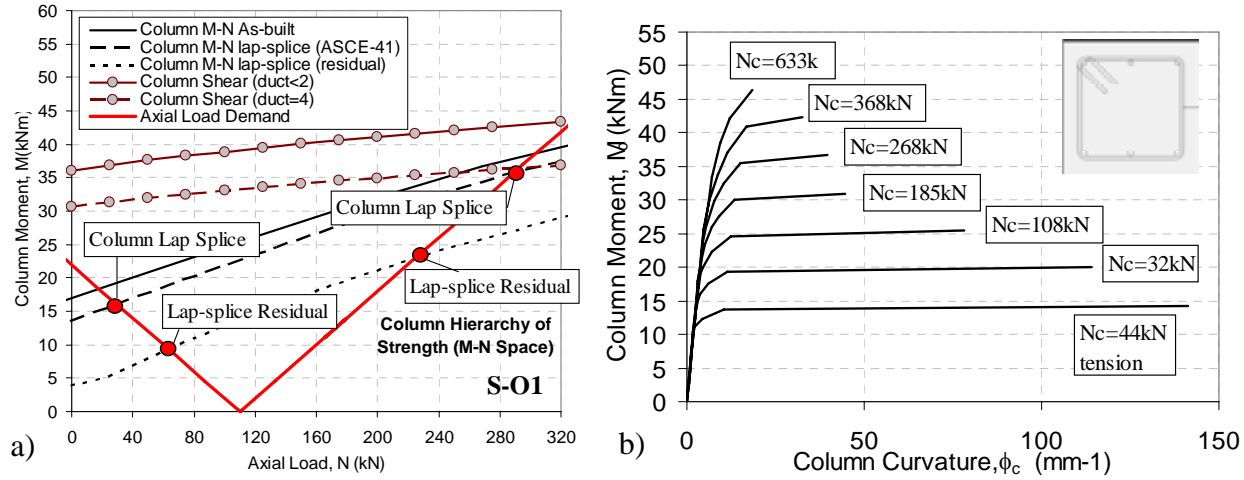 60
55
50
45
40
35
30
25
20
15
10
5
0
Column Moment, M (kNm)
Column M-N As-built
Column M-N lap-splice (ASCE-41)
Column M-N lap-splice (residual)
Column Shear (duct<2)
Column Shear (duct=4)
Axial Load Demand
Column Lap Splice
Column Lap Splice
Lap-splice Residual
Lap-splice Residual
Column Hierarchy of
Strength (M-N Space)
S-O1
0 40 80 120 160 200 240 280 320
Axial Load, N (kN)
a)
55
50
45
40
35
30
25
20
15
10
5
0
Column Moment, M (kNm)
Nc=633k
Nc=368kN
Nc=268kN
Nc=185kN
Nc=108kN
Nc=32kN
Nc=44kN
tension
0 50 100 150
Column Curvature,ϕc (mm-1)
b)